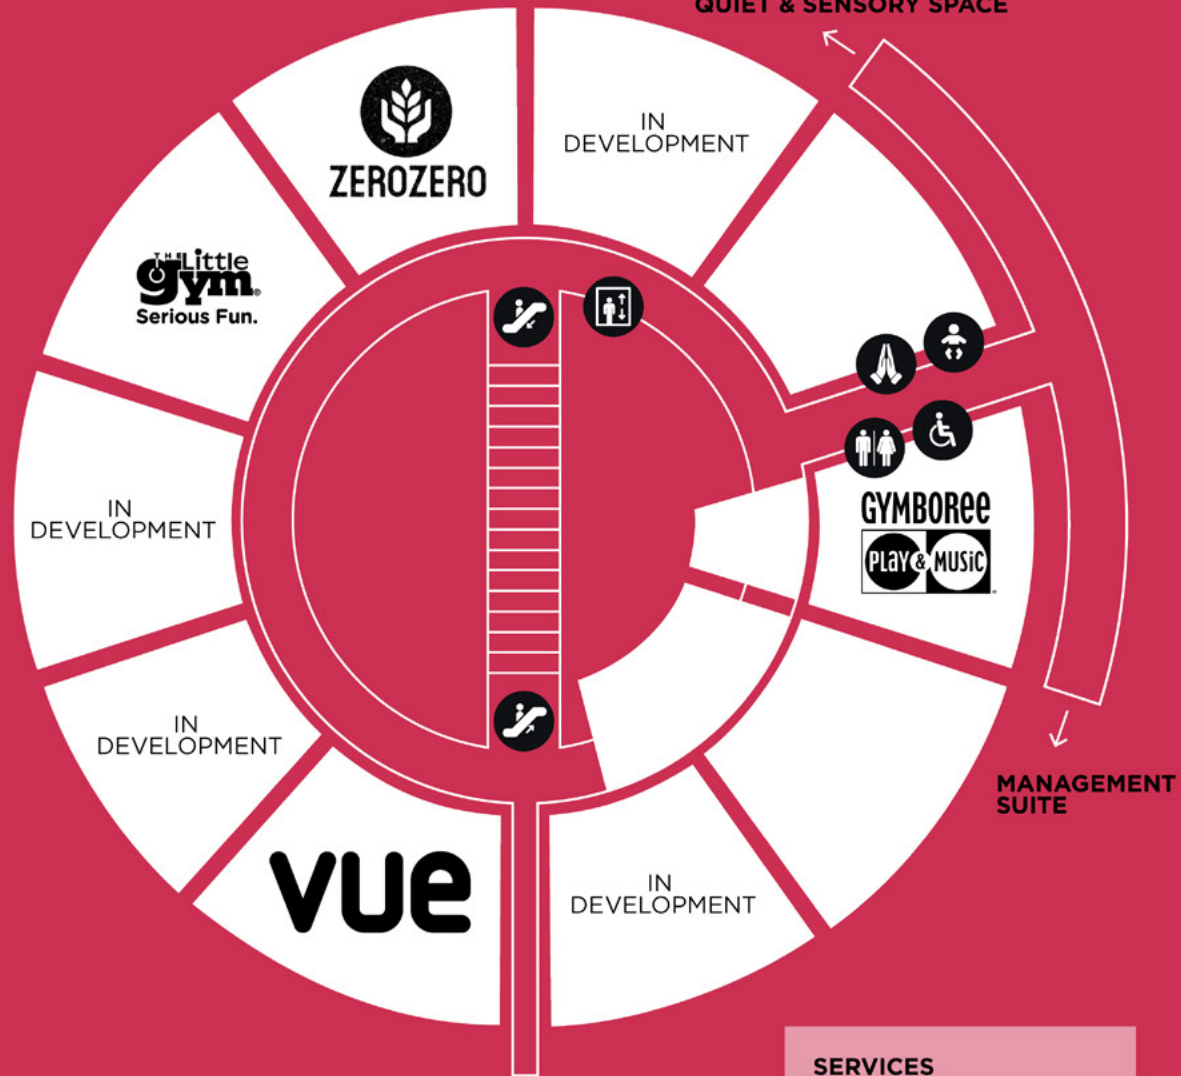 QUIET & SENSORY SPACE
ZEROZERO
IN
DEVELOPMENT
THE Little
gym®
Serious Fun.
GYMBOREE
PLAY & MUSIC
IN
DEVELOPMENT
IN
DEVELOPMENT
MANAGEMENT
SUITE
vue
IN
DEVELOPMENT
SERVICES